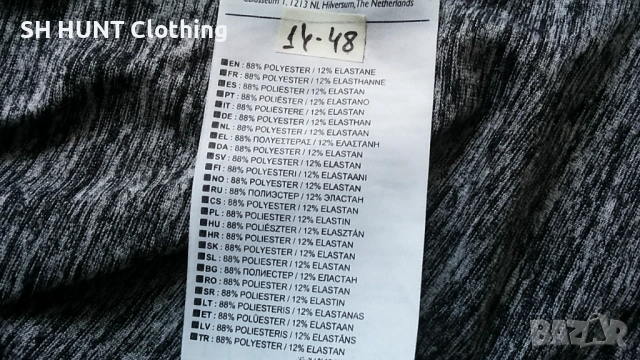 SH HUNT Clothing
Colosseum 1, 1213 NL Hilversum, The Netherlands
14-48
EN : 88% POLYESTER / 12% ELASTANE
FR : 88% POLYESTER / 12% ELASTHANNE
ES : 88% POLIÉSTER / 12% ELASTAN
PT : 88% POLIÉSTER / 12% ELASTANO
IT : 88% POLIESTERE / 12% ELASTAN
DE : 88% POLYESTER / 12% ELASTHAN
NL : 88% POLYESTER / 12% ELASTAAN
EL : 88% ΠΟΛΥΕΣΤΕΡΑΣ / 12% ΕΛΑΣΤΑΝΗ
DA : 88% POLYESTER / 12% ELASTAN
SV : 88% POLYESTER / 12% ELASTAN
FI : 88% POLYESTERI / 12% ELASTAANI
NO : 88% POLYESTER / 12% ELASTAN
RU : 88% ПОЛИЭСТЕР / 12% ЭЛАСТАН
CS : 88% POLYESTER / 12% ELASTAN
PL : 88% POLIESTER / 12% ELASTIN
HU : 88% POLIÉSZTER / 12% ELASZTÁN
HR : 88% POLIESTER / 12% ELASTAN
SK : 88% POLYESTER / 12% ELASTAN
SL : 88% POLIESTER / 12% ELASTAN
BG : 88% ПОЛИЕСТЕР / 12% ЕЛАСТАН
RO : 88% POLIESTER / 12% ELASTAN
SR : 88% POLIESTER / 12% ELASTIN
LT : 88% POLIESTERIS / 12% ELASTANAS
ET : 88% POLÜESTER / 12% ELASTAAN
LV : 88% POLIESTERIS / 12% ELASTĀNS
TR : 88% POLYESTER / 12% ELASTAN
BAZAR